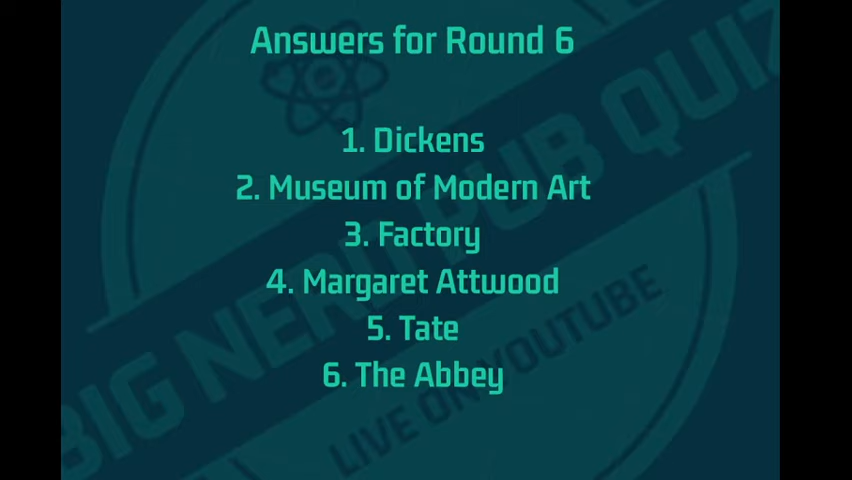 Answers for Round 6
1. Dickens
2. Museum of Modern Art
3. Factory
4. Margaret Attwood
5. Tate
6. The Abbey
BIG NERD PUB QUIZ
LIVE ON YOUTUBE